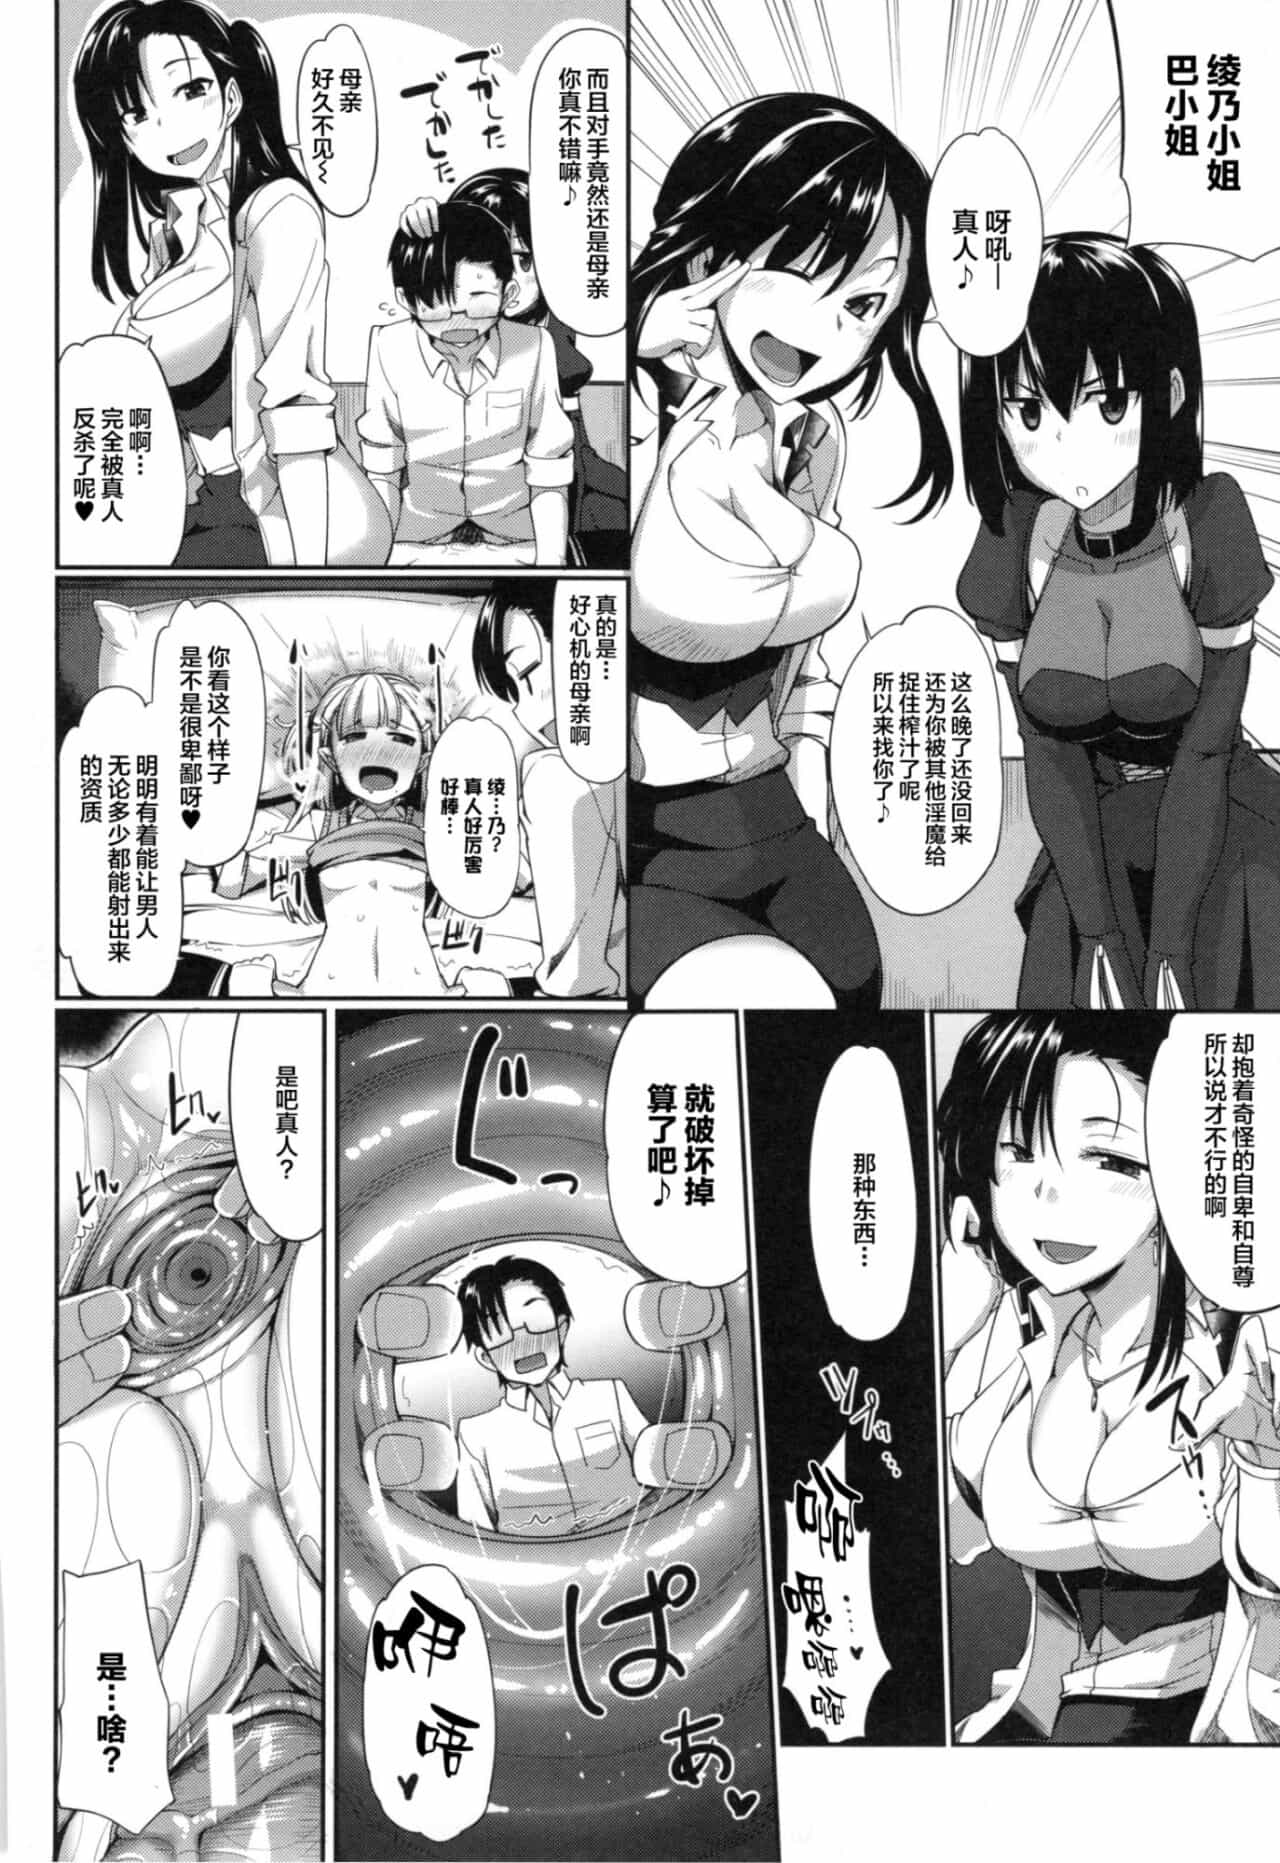 绫乃小姐
巴小姐
呀吼—
真人♪
这么晚了还没回来
还为你被其他淫魔给
捉住榨汁了呢
所以来找你了♪
而且对手竟然还是母亲
你真不错嘛♪
でかした
でかした
母亲
好久不见～
啊啊…
完全被真人
反杀了呢♥
真的是…
好心机的母亲啊
绫…乃?
真人好厉害
好棒…
你看这个样子
是不是很卑鄙呀♥
明明有着能让男人
无论多少都能射出来
的资质
却抱着奇怪的自卑和自尊
所以说才不行的啊
那种东西…
就破坏掉
算了吧♪
ぱ
ぁ
是吧真人?
是…啥?